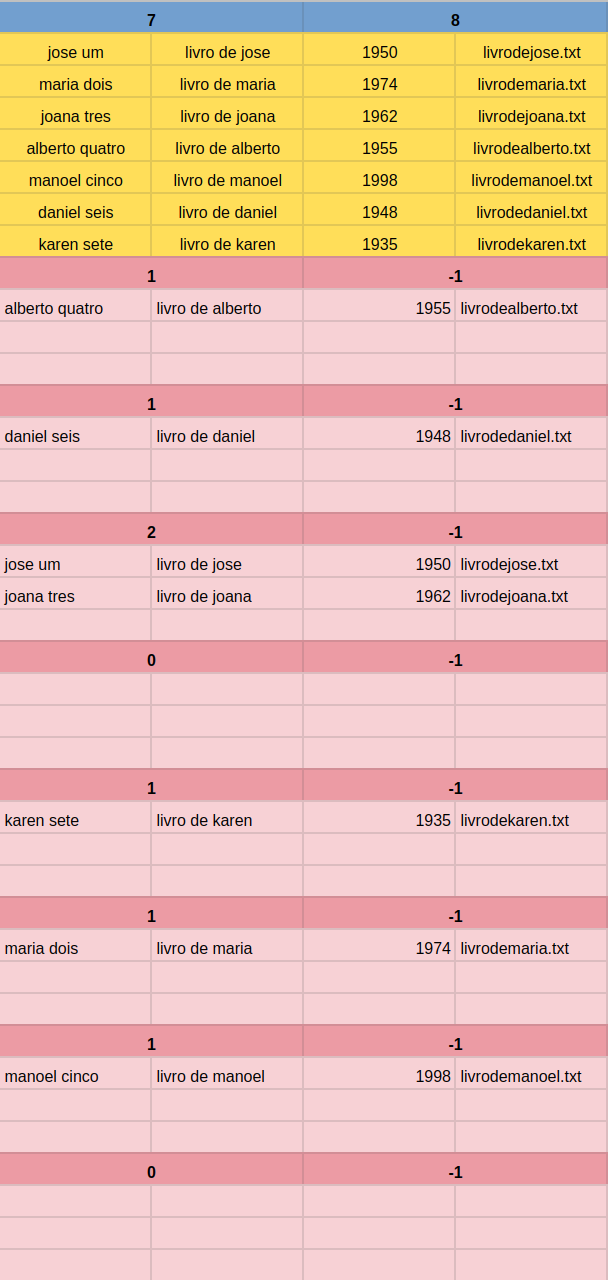 7 8
jose um livro de jose 1950 livrodejose.txt
maria dois livro de maria 1974 livrodemaria.txt
joana tres livro de joana 1962 livrodejoana.txt
alberto quatro livro de alberto 1955 livrodealberto.txt
manoel cinco livro de manoel 1998 livrodemanoel.txt
daniel seis livro de daniel 1948 livrodedaniel.txt
karen sete livro de karen 1935 livrodekaren.txt
1 -1
alberto quatro livro de alberto 1955 livrodealberto.txt
1 -1
daniel seis livro de daniel 1948 livrodedaniel.txt
2 -1
jose um livro de jose 1950 livrodejose.txt
joana tres livro de joana 1962 livrodejoana.txt
0 -1
1 -1
karen sete livro de karen 1935 livrodekaren.txt
1 -1
maria dois livro de maria 1974 livrodemaria.txt
1 -1
manoel cinco livro de manoel 1998 livrodemanoel.txt
0 -1